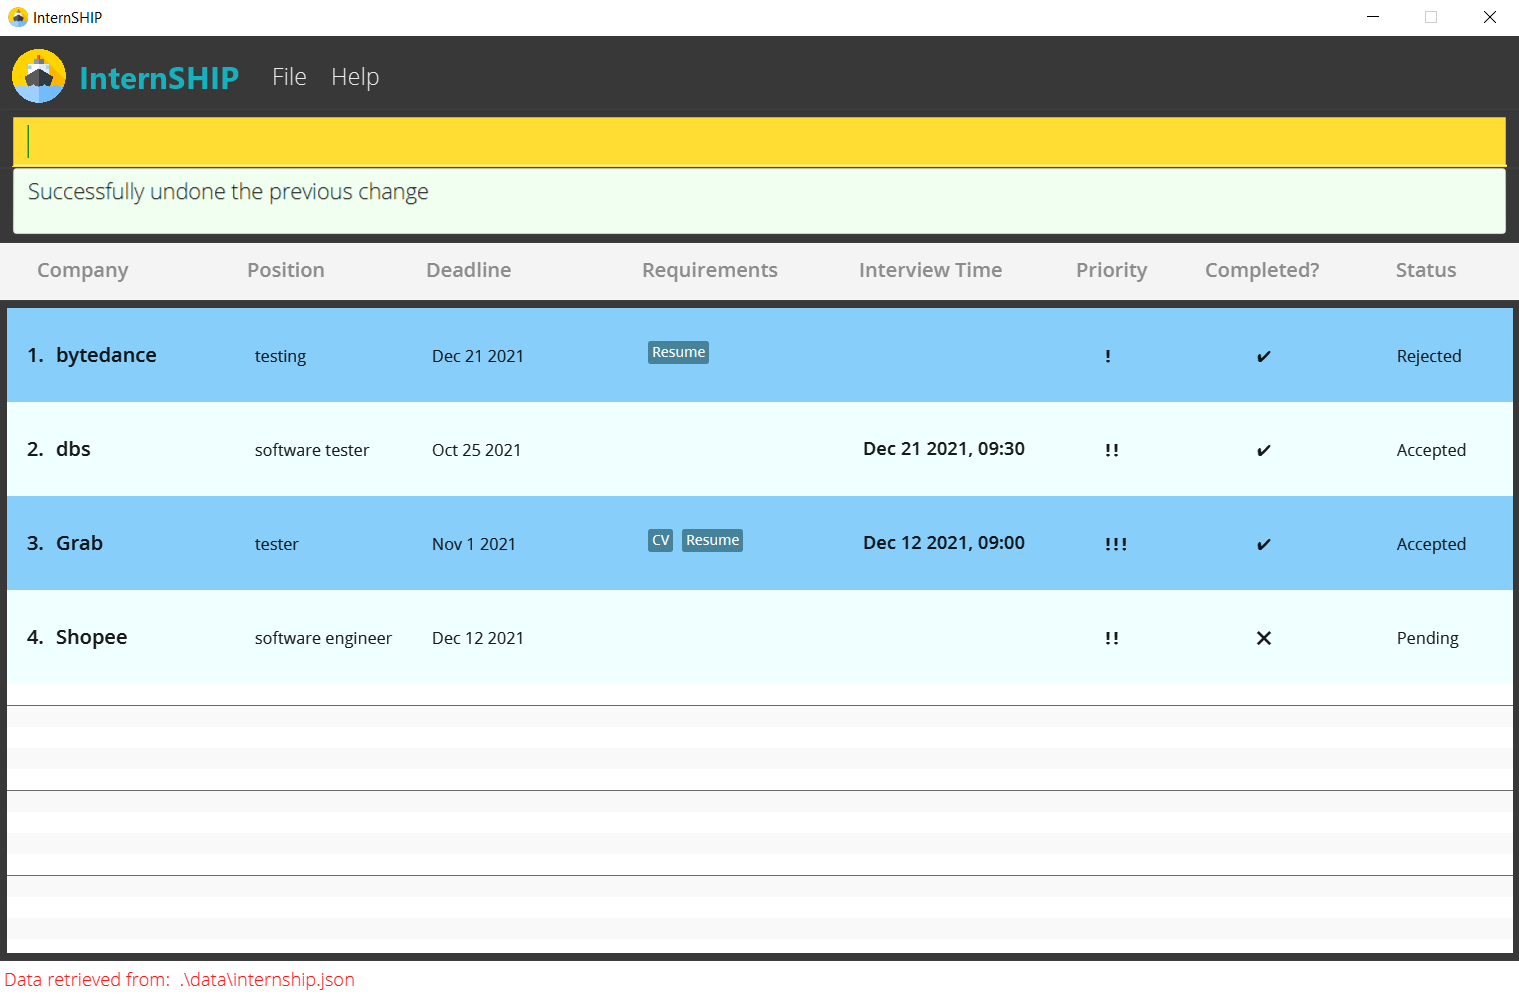 InternSHIP
InternSHIP File Help
Successfully undone the previous change
Company Position Deadline Requirements Interview Time Priority Completed? Status
1. bytedance testing Dec 21 2021 Resume ! ✔ Rejected
2. dbs software tester Oct 25 2021 Dec 21 2021, 09:30 !! ✔ Accepted
3. Grab tester Nov 1 2021 CV Resume Dec 12 2021, 09:00 !!! ✔ Accepted
4. Shopee software engineer Dec 12 2021 !! ✕ Pending
Data retrieved from: .\data\internship.json